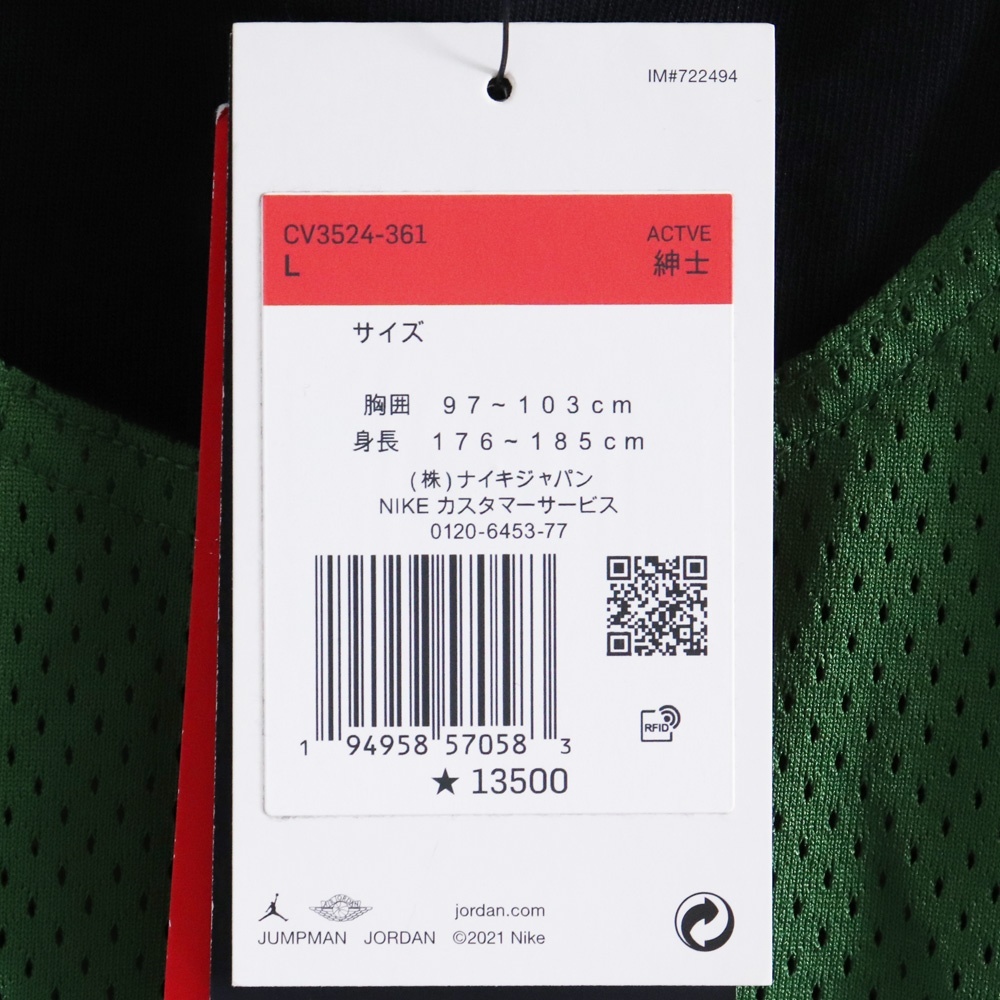 IM#722494
CV3524-361 ACTVE
L 紳士
サイズ
胸囲 97~103cm
身長 176~185cm
(株)ナイキジャパン
NIKE カスタマーサービス
0120-6453-77
RFID
1 94958 57058 3
★ 13500
jordan.com
JUMPMAN JORDAN ©2021 Nike